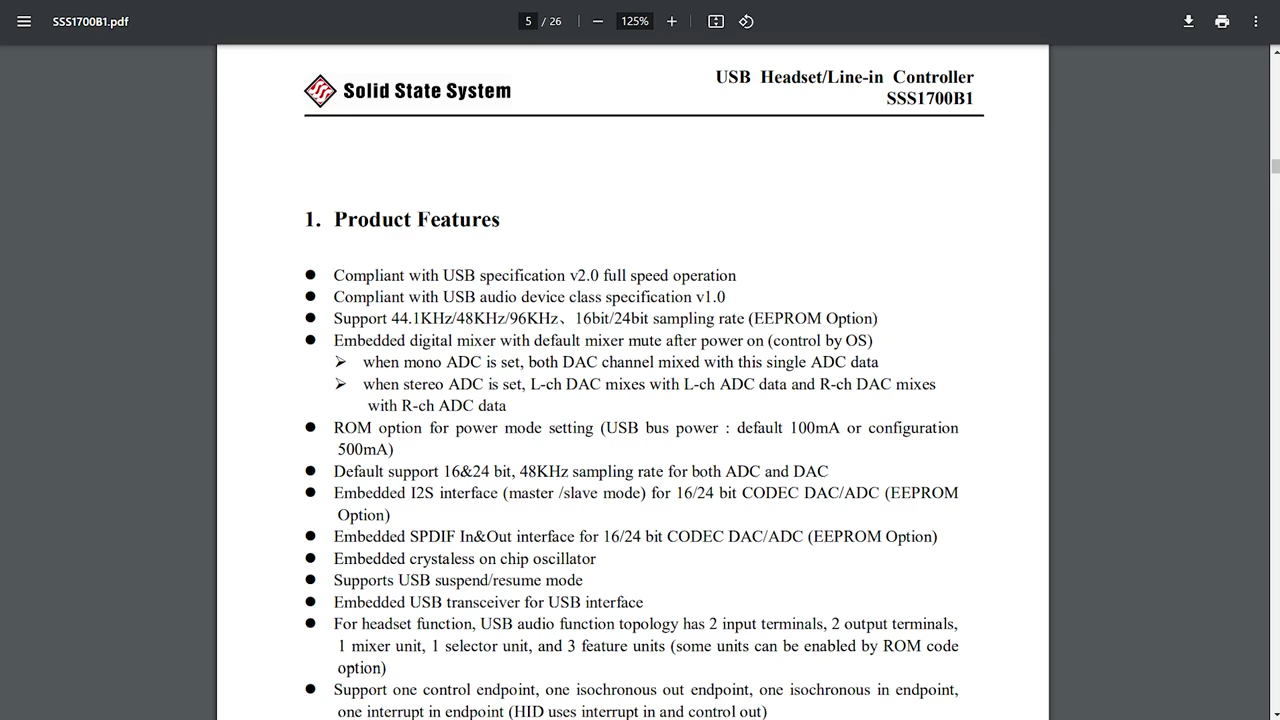 SSS1700B1.pdf
5 / 26
125%
Solid State System
USB Headset/Line-in Controller
SSS1700B1
1. Product Features
● Compliant with USB specification v2.0 full speed operation
● Compliant with USB audio device class specification v1.0
● Support 44.1KHz/48KHz/96KHz、16bit/24bit sampling rate (EEPROM Option)
● Embedded digital mixer with default mixer mute after power on (control by OS)
➢ when mono ADC is set, both DAC channel mixed with this single ADC data
➢ when stereo ADC is set, L-ch DAC mixes with L-ch ADC data and R-ch DAC mixes
with R-ch ADC data
● ROM option for power mode setting (USB bus power : default 100mA or configuration
500mA)
● Default support 16&24 bit, 48KHz sampling rate for both ADC and DAC
● Embedded I2S interface (master /slave mode) for 16/24 bit CODEC DAC/ADC (EEPROM
Option)
● Embedded SPDIF In&Out interface for 16/24 bit CODEC DAC/ADC (EEPROM Option)
● Embedded crystaless on chip oscillator
● Supports USB suspend/resume mode
● Embedded USB transceiver for USB interface
● For headset function, USB audio function topology has 2 input terminals, 2 output terminals,
1 mixer unit, 1 selector unit, and 3 feature units (some units can be enabled by ROM code
option)
● Support one control endpoint, one isochronous out endpoint, one isochronous in endpoint,
one interrupt in endpoint (HID uses interrupt in and control out)